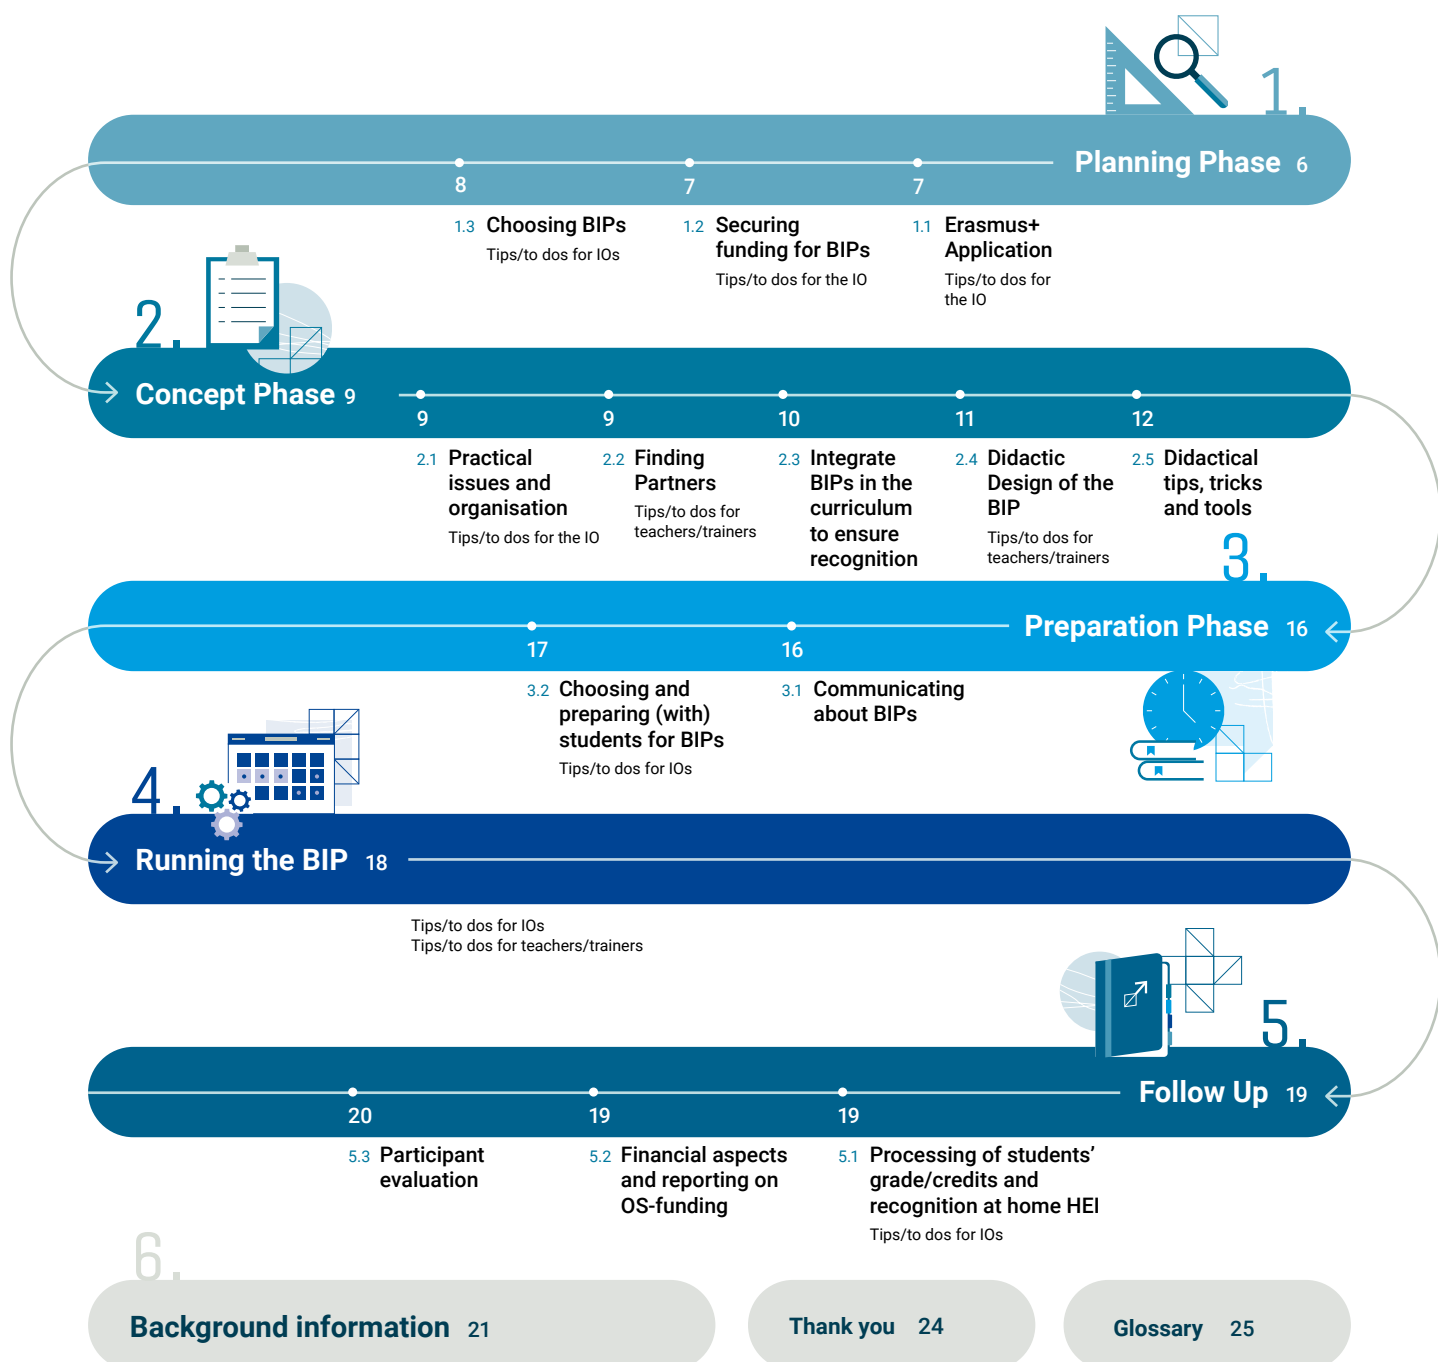 1.
Planning Phase 6
8
7
7
1.3 Choosing BIPs
Tips/to dos for IOs
1.2 Securing
funding for BIPs
Tips/to dos for the IO
1.1 Erasmus+
Application
Tips/to dos for
the IO
2.
Concept Phase 9
9
9
10
11
12
2.1 Practical
issues and
organisation
Tips/to dos for the IO
2.2 Finding
Partners
Tips/to dos for
teachers/trainers
2.3 Integrate
BIPs in the
curriculum
to ensure
recognition
2.4 Didactic
Design of the
BIP
Tips/to dos for
teachers/trainers
2.5 Didactical
tips, tricks
and tools
3.
Preparation Phase 16
17
16
3.2 Choosing and
preparing (with)
students for BIPs
Tips/to dos for IOs
3.1 Communicating
about BIPs
4.
Running the BIP 18
Tips/to dos for IOs
Tips/to dos for teachers/trainers
5.
Follow Up 19
20
19
19
5.3 Participant
evaluation
5.2 Financial aspects
and reporting on
OS-funding
5.1 Processing of students’
grade/credits and
recognition at home HEI
Tips/to dos for IOs
6.
Background information 21
Thank you 24
Glossary 25